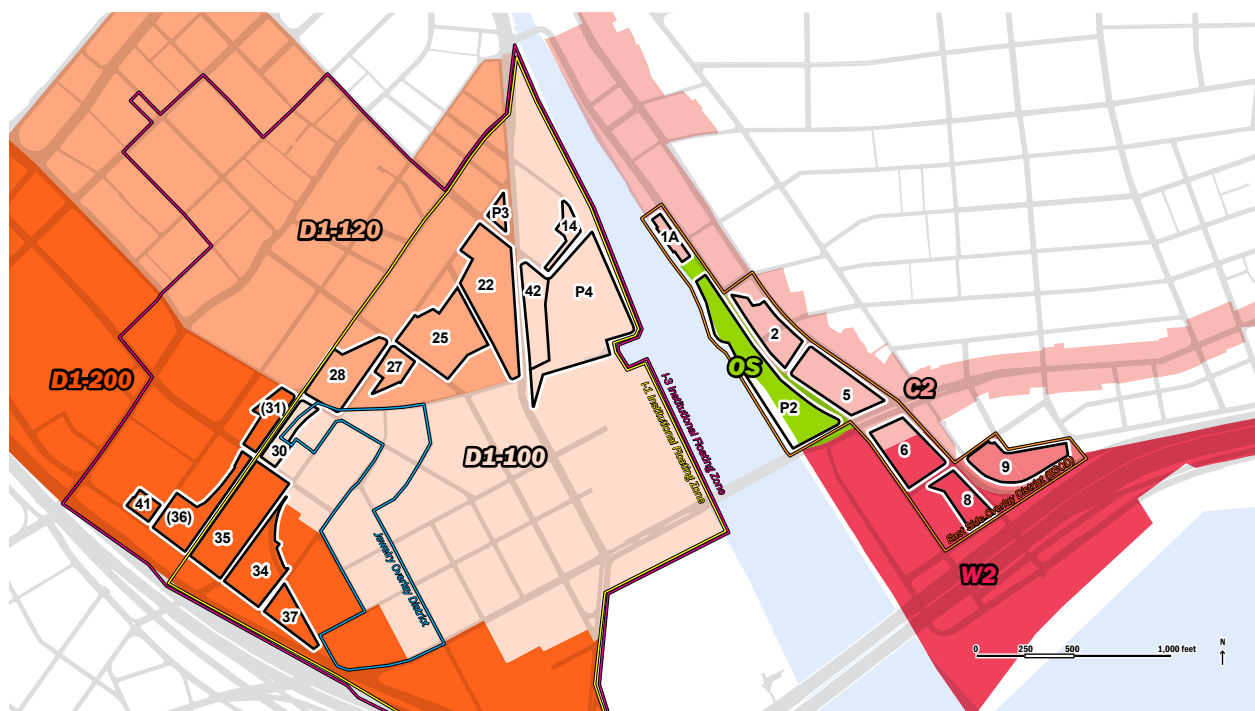 P3
14
1A
D1-120
22
42
P4
2
25
OS
28
27
5
D1-200
C2
(31)
P2
I-3 Institutional Floating Zone
I-1 Institutional Floating Zone
30
D1-100
6
9
8
East Side Overlay District (ESOD)
41
(36)
35
Jewelry Overlay District
34
W2
37
0 250 500 1,000 feet
N